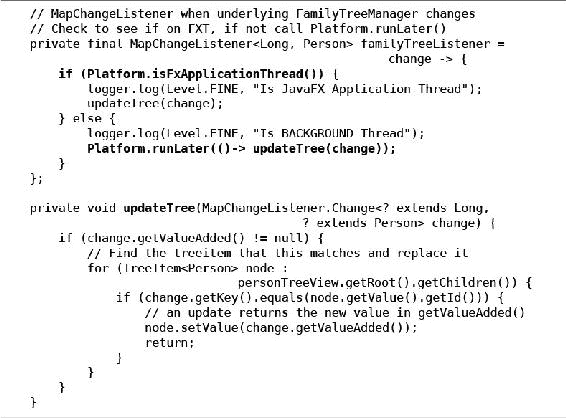 // MapChangeListener when underlying FamilyTreeManager changes
// Check to see if on FXT, if not call Platform.runLater()
private final MapChangeListener<Long, Person> familyTreeListener =
change -> {
if (Platform.isFxApplicationThread()) {
logger.log(Level.FINE, "Is JavaFX Application Thread");
updateTree(change);
} else {
logger.log(Level.FINE, "Is BACKGROUND Thread");
Platform.runLater(()-> updateTree(change));
}
};
private void updateTree(MapChangeListener.Change<? extends Long,
? extends Person> change) {
if (change.getValueAdded() != null) {
// Find the treeitem that this matches and replace it
for (TreeItem<Person> node :
personTreeView.getRoot().getChildren()) {
if (change.getKey().equals(node.getValue().getId())) {
// an update returns the new value in getValueAdded()
node.setValue(change.getValueAdded());
return;
}
}
}
}